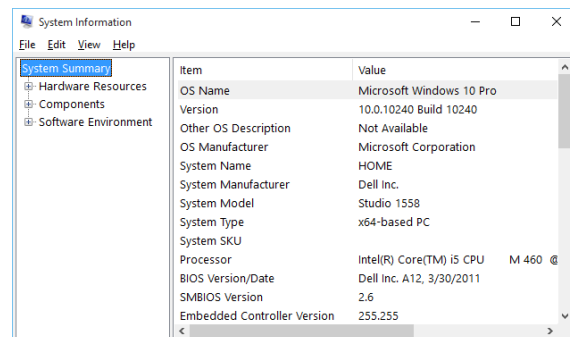 System Information
File Edit View Help
System Summary
Hardware Resources
Components
Software Environment
Item Value
OS Name Microsoft Windows 10 Pro
Version 10.0.10240 Build 10240
Other OS Description Not Available
OS Manufacturer Microsoft Corporation
System Name HOME
System Manufacturer Dell Inc.
System Model Studio 1558
System Type x64-based PC
System SKU
Processor Intel(R) Core(TM) i5 CPU M 460 @
BIOS Version/Date Dell Inc. A12, 3/30/2011
SMBIOS Version 2.6
Embedded Controller Version 255.255